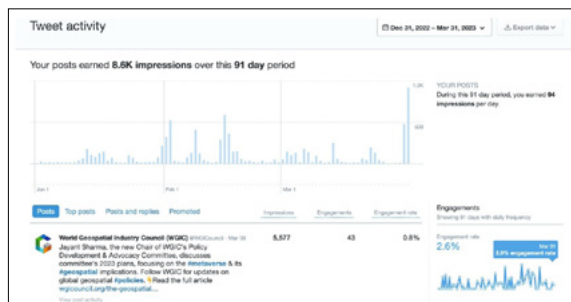 Tweet activity
Dec 31, 2022 – Mar 31, 2023
Export data
Your posts earned 8.6K impressions over this 91 day period
YOUR POSTS
During this 91 day period, you earned 94
impressions per day.
Jan 1
Feb 1
Mar 1
Posts
Top posts
Posts and replies
Promoted
Impressions
Engagements
Engagement rate
World Geospatial Industry Council (WGIC)
Jayant Sharma, the new Chair of WGIC's Policy
Development & Advocacy Committee, discusses
committee's 2023 plans, focusing on the #metaverse & its
#geospatial implications. Follow WGIC for updates on
global geospatial #policies. Read the full article
wgicouncil.org/the-geospatial...
View post activity
5,577
43
0.8%
Engagements
Showing 91 days with daily frequency
Engagement rate
2.6%
Mar 31
engagement rate